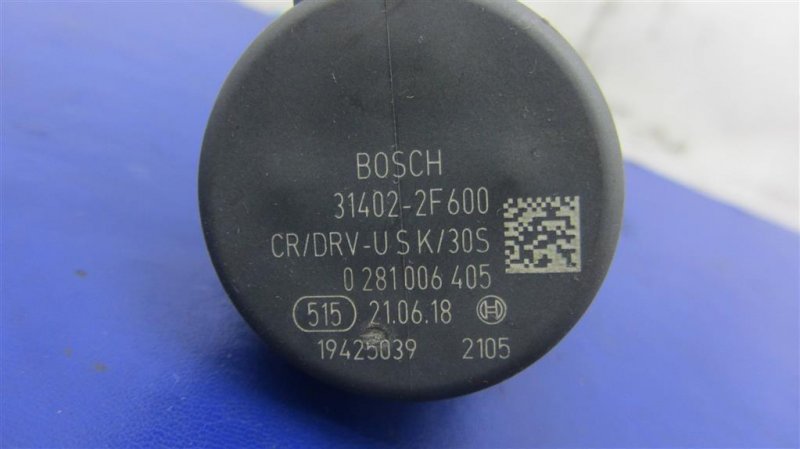 BOSCH
31402-2F600
CR/DRV-USK/30S
0 281 006 405
515 21.06.18
19425039 2105